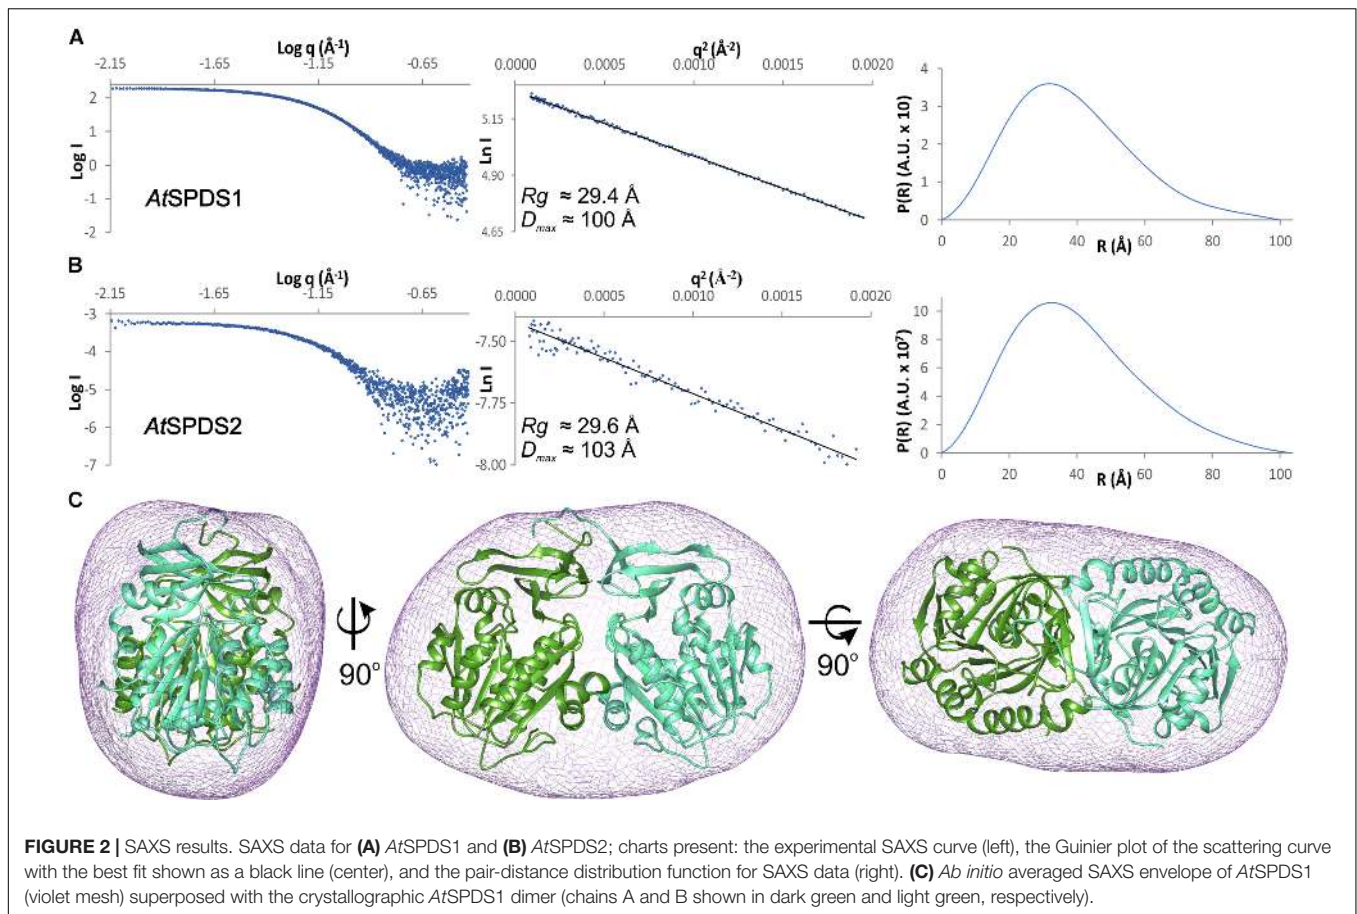 A
Log q (Å-1)
-2.15 -1.65 -1.15 -0.65
2
1
0
-1
-2
Log I
AtSPDS1
q2 (Å-2)
0.0000 0.0005 0.0010 0.0015 0.0020
5.15
4.90
4.65
Ln I
Rg ≈ 29.4 Å
Dmax ≈ 100 Å
P(R) (A.U. x 10)
4
3
2
1
0
0 20 40 60 80 100
R (Å)
B
Log q (Å-1)
-2.15 -1.65 -1.15 -0.65
-3
-4
-5
-6
-7
Log I
AtSPDS2
q2 (Å-2)
0.0000 0.0005 0.0010 0.0015 0.0020
-7.50
-7.75
-8.00
Ln I
Rg ≈ 29.6 Å
Dmax ≈ 103 Å
P(R) (A.U. x 107)
10
8
6
4
2
0
0 20 40 60 80 100
R (Å)
C
90°
90°
FIGURE 2 | SAXS results. SAXS data for (A) AtSPDS1 and (B) AtSPDS2; charts present: the experimental SAXS curve (left), the Guinier plot of the scattering curve
with the best fit shown as a black line (center), and the pair-distance distribution function for SAXS data (right). (C) Ab initio averaged SAXS envelope of AtSPDS1
(violet mesh) superposed with the crystallographic AtSPDS1 dimer (chains A and B shown in dark green and light green, respectively).